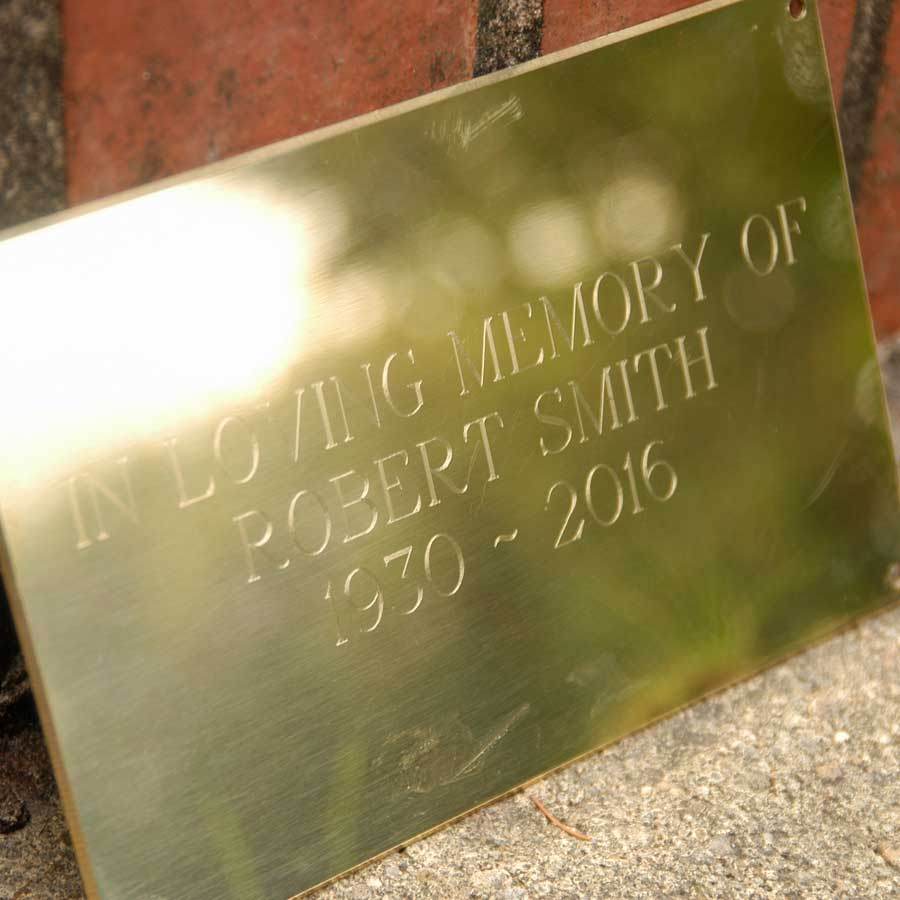 IN LOVING MEMORY OF
ROBERT SMITH
1930 ~ 2016